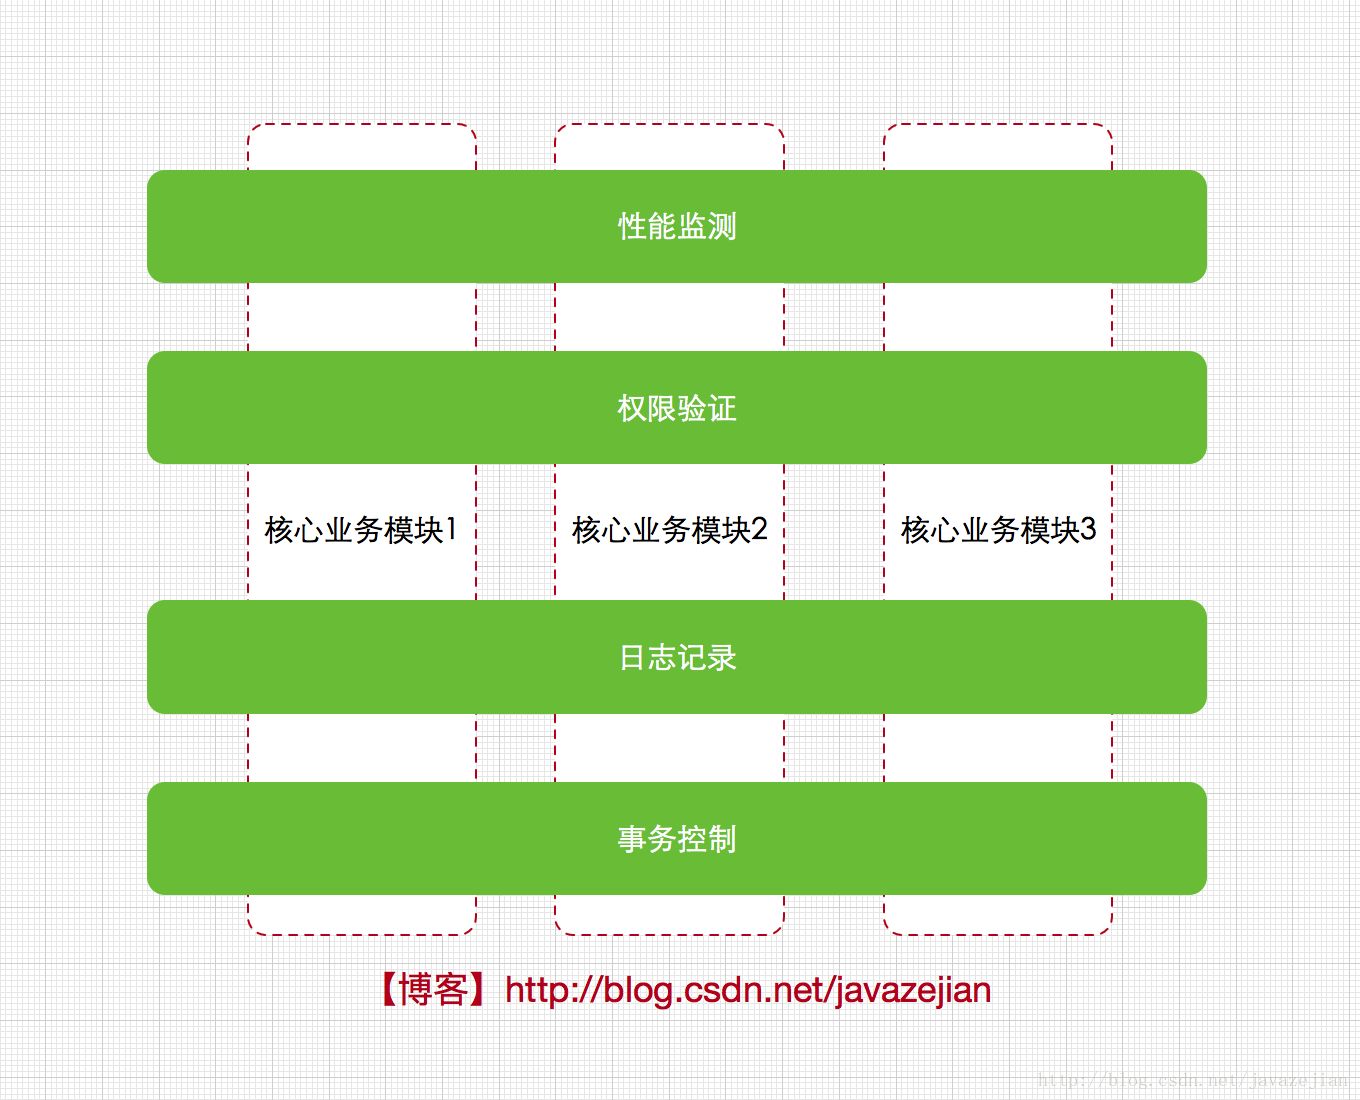 性能监测
权限验证
核心业务模块1 核心业务模块2 核心业务模块3
日志记录
事务控制
【博客】http://blog.csdn.net/javazejian
http://blog.csdn.net/javazejian